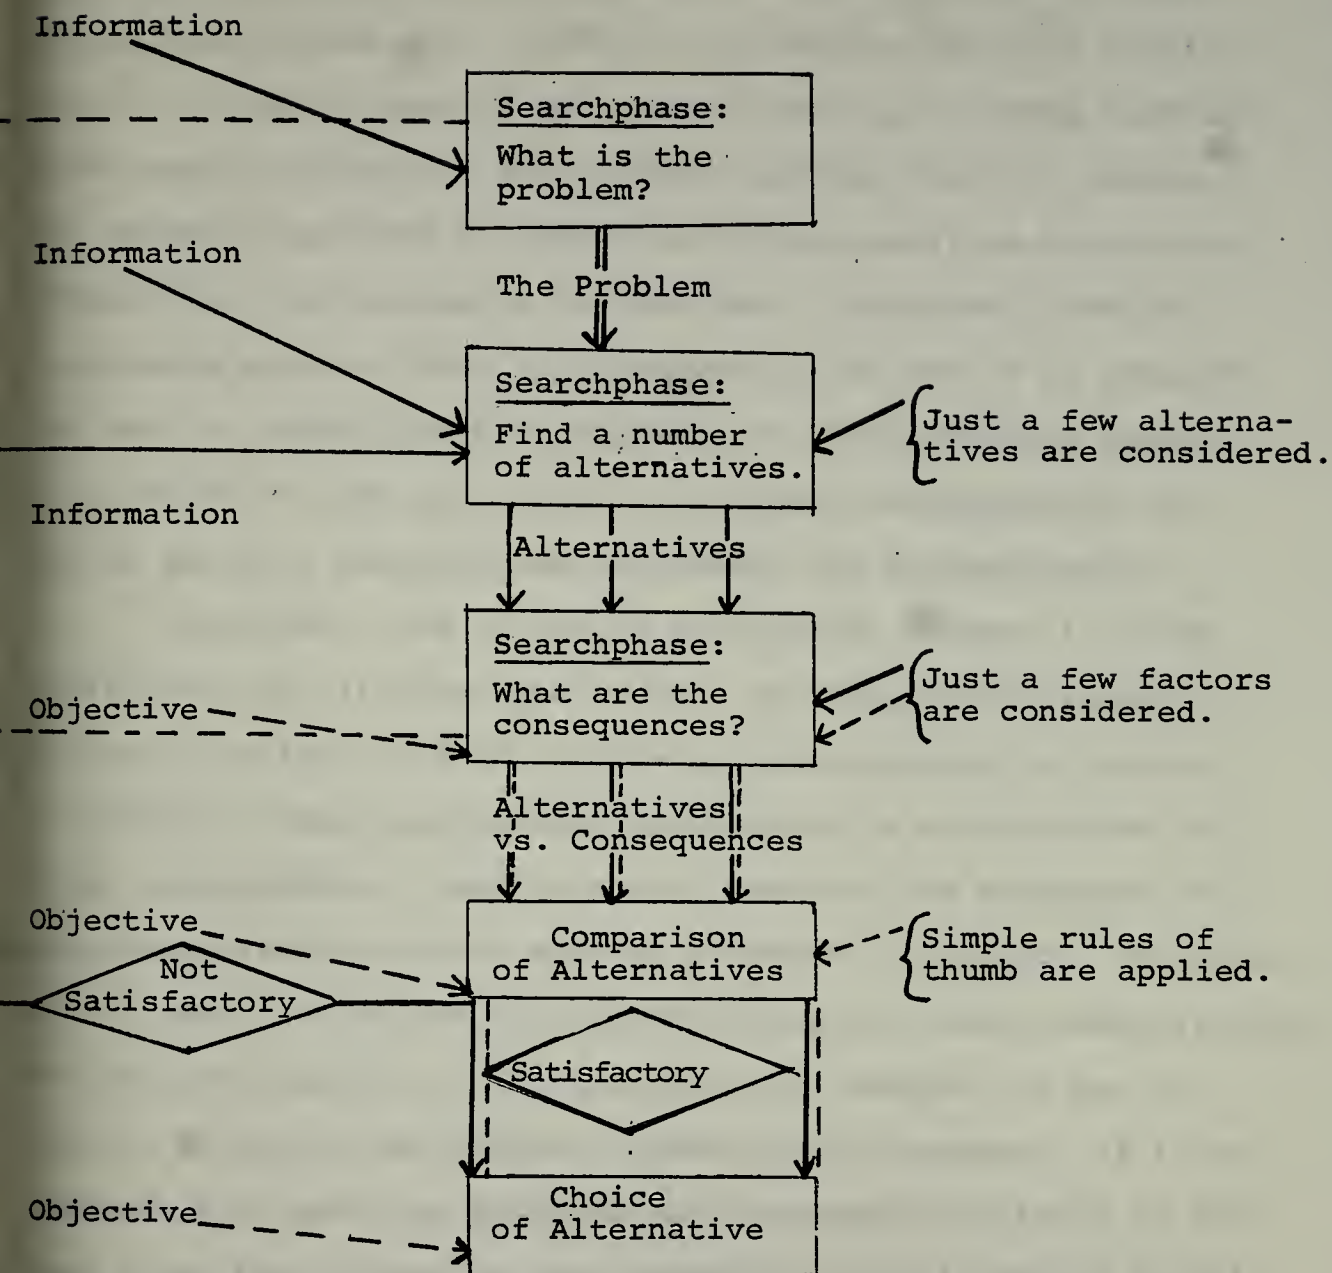 Information
Searchphase:
What is the
problem?
Information
The Problem
Searchphase:
Find a number
of alternatives.
Just a few alterna-
tives are considered.
Information
Alternatives
Searchphase:
What are the
consequences?
Just a few factors
are considered.
Objective
Alternatives
vs. Consequences
Objective
Comparison
of Alternatives
Simple rules of
thumb are applied.
Not
Satisfactory
Satisfactory
Choice
of Alternative
Objective